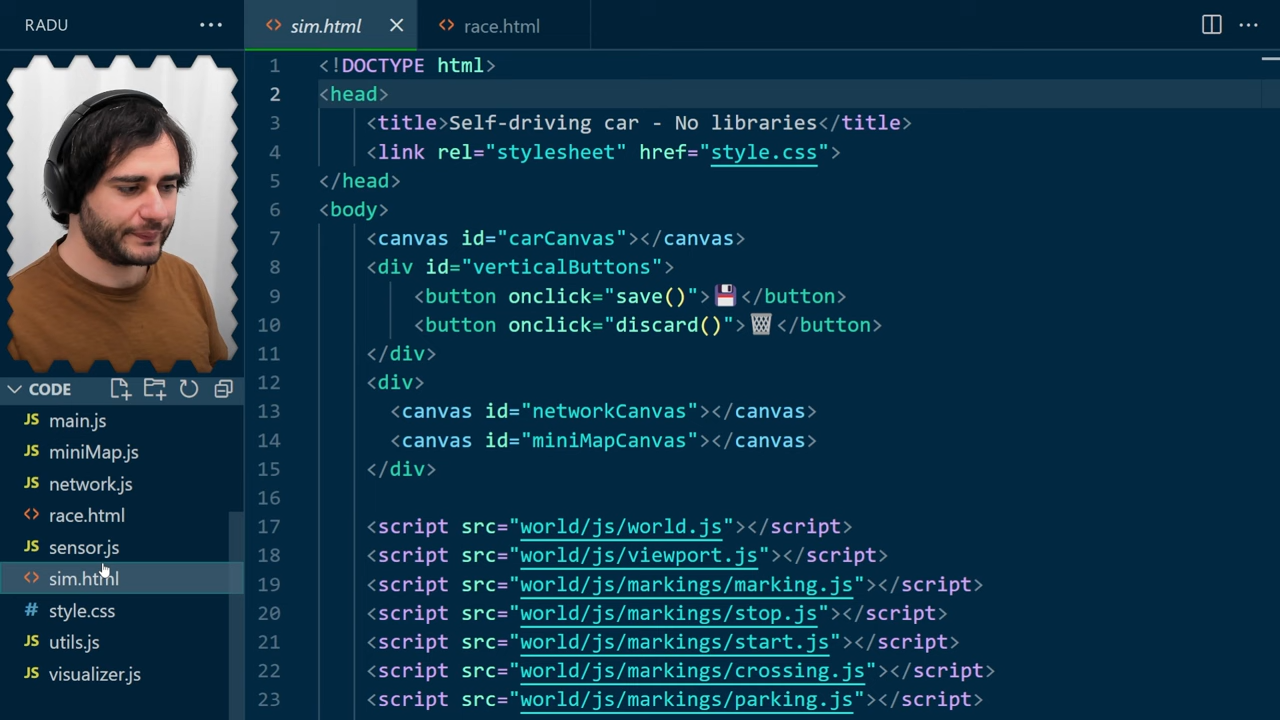 RADU
sim.html
race.html
CODE
main.js
miniMap.js
network.js
race.html
sensor.js
sim.html
style.css
utils.js
visualizer.js
1 <!DOCTYPE html>
2 <head>
3 <title>Self-driving car - No libraries</title>
4 <link rel="stylesheet" href="style.css">
5 </head>
6 <body>
7 <canvas id="carCanvas"></canvas>
8 <div id="verticalButtons">
9 <button onclick="save()">💾</button>
10 <button onclick="discard()">🗑️</button>
11 </div>
12 <div>
13 <canvas id="networkCanvas"></canvas>
14 <canvas id="miniMapCanvas"></canvas>
15 </div>
16
17 <script src="world/js/world.js"></script>
18 <script src="world/js/viewport.js"></script>
19 <script src="world/js/markings/marking.js"></script>
20 <script src="world/js/markings/stop.js"></script>
21 <script src="world/js/markings/start.js"></script>
22 <script src="world/js/markings/crossing.js"></script>
23 <script src="world/js/markings/parking.js"></script>